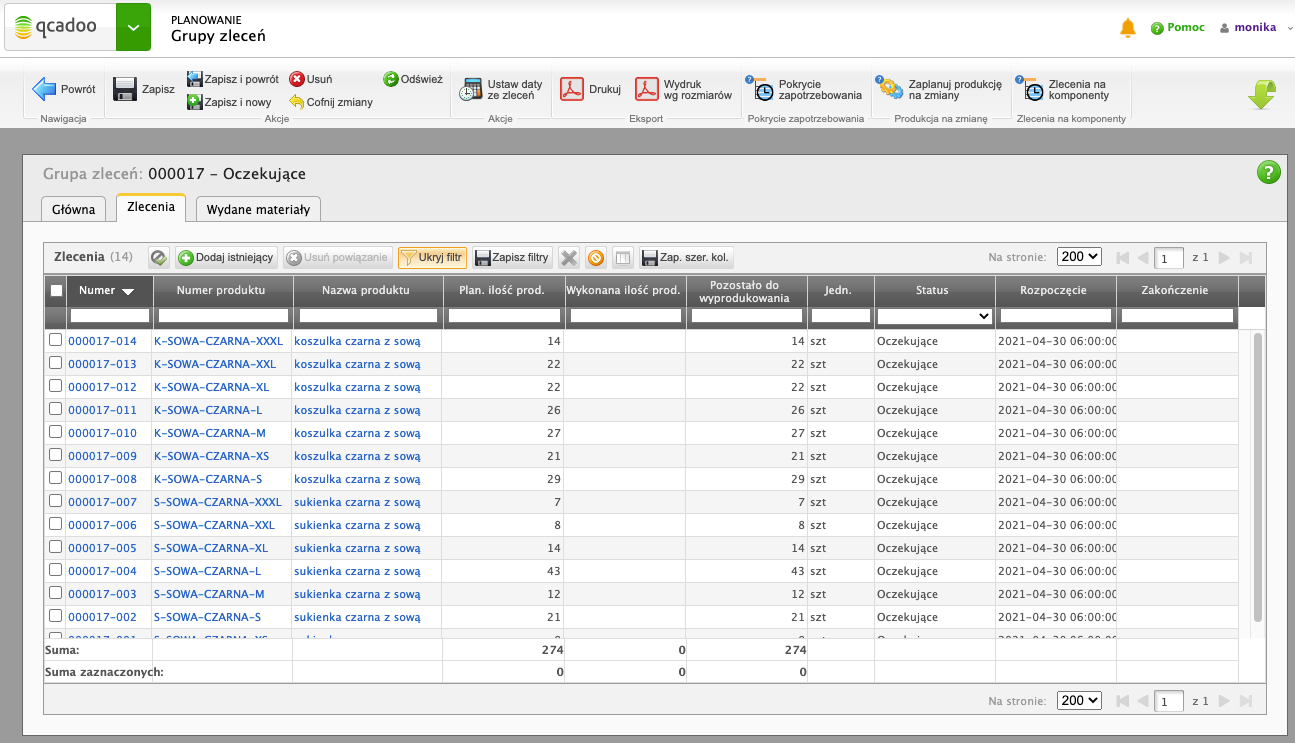 qcadoo
PLANOWANIE
Grupy zleceń
Pomoc
monika
Powrót
Nawigacja
Zapisz
Zapisz i powrót
Zapisz i nowy
Usuń
Cofnij zmiany
Odśwież
Akcje
Ustaw daty
ze zleceń
Akcje
Drukuj
Wydruk
wg rozmiarów
Eksport
Pokrycie
zapotrzebowania
Pokrycie zapotrzebowania
Zaplanuj produkcję
na zmiany
Produkcja na zmianę
Zlecenia na
komponenty
Zlecenia na komponenty
Grupa zleceń: 000017 - Oczekujące
Główna
Zlecenia
Wydane materiały
Zlecenia (14) Dodaj istniejący Usuń powiązanie Ukryj filtr Zapisz filtry Zap. szer. kol. Na stronie: 200 1 z 1
Numer Numer produktu Nazwa produktu Plan. ilość prod. Wykonana ilość prod. Pozostało do wyprodukowania Jedn. Status Rozpoczęcie Zakończenie
000017-014 K-SOWA-CZARNA-XXXL koszulka czarna z sową 14 14 szt Oczekujące 2021-04-30 06:00:00
000017-013 K-SOWA-CZARNA-XXL koszulka czarna z sową 22 22 szt Oczekujące 2021-04-30 06:00:00
000017-012 K-SOWA-CZARNA-XL koszulka czarna z sową 22 22 szt Oczekujące 2021-04-30 06:00:00
000017-011 K-SOWA-CZARNA-L koszulka czarna z sową 26 26 szt Oczekujące 2021-04-30 06:00:00
000017-010 K-SOWA-CZARNA-M koszulka czarna z sową 27 27 szt Oczekujące 2021-04-30 06:00:00
000017-009 K-SOWA-CZARNA-XS koszulka czarna z sową 21 21 szt Oczekujące 2021-04-30 06:00:00
000017-008 K-SOWA-CZARNA-S koszulka czarna z sową 29 29 szt Oczekujące 2021-04-30 06:00:00
000017-007 S-SOWA-CZARNA-XXXL sukienka czarna z sową 7 7 szt Oczekujące 2021-04-30 06:00:00
000017-006 S-SOWA-CZARNA-XXL sukienka czarna z sową 8 8 szt Oczekujące 2021-04-30 06:00:00
000017-005 S-SOWA-CZARNA-XL sukienka czarna z sową 14 14 szt Oczekujące 2021-04-30 06:00:00
000017-004 S-SOWA-CZARNA-L sukienka czarna z sową 43 43 szt Oczekujące 2021-04-30 06:00:00
000017-003 S-SOWA-CZARNA-M sukienka czarna z sową 12 12 szt Oczekujące 2021-04-30 06:00:00
000017-002 S-SOWA-CZARNA-S sukienka czarna z sową 21 21 szt Oczekujące 2021-04-30 06:00:00
Suma: 274 0 274
Suma zaznaczonych: 0 0 0
Na stronie: 200 1 z 1